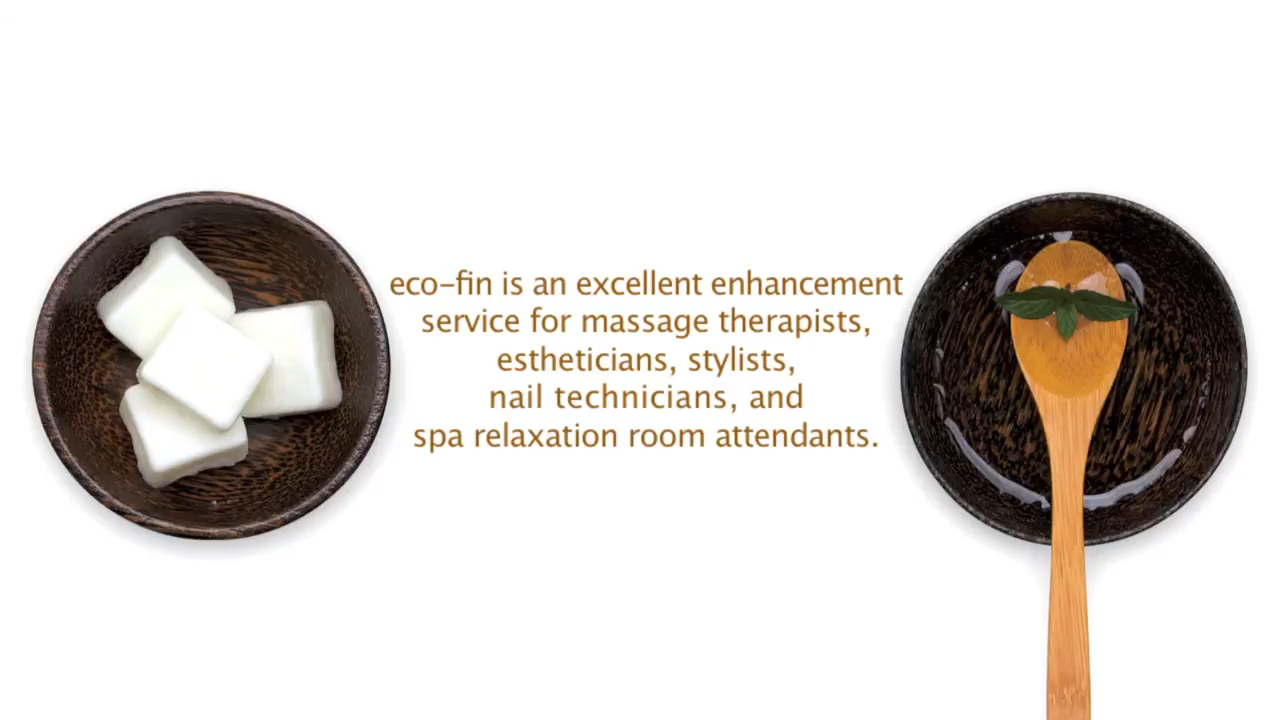 eco-fin is an excellent enhancement
service for massage therapists,
estheticians, stylists,
nail technicians, and
spa relaxation room attendants.